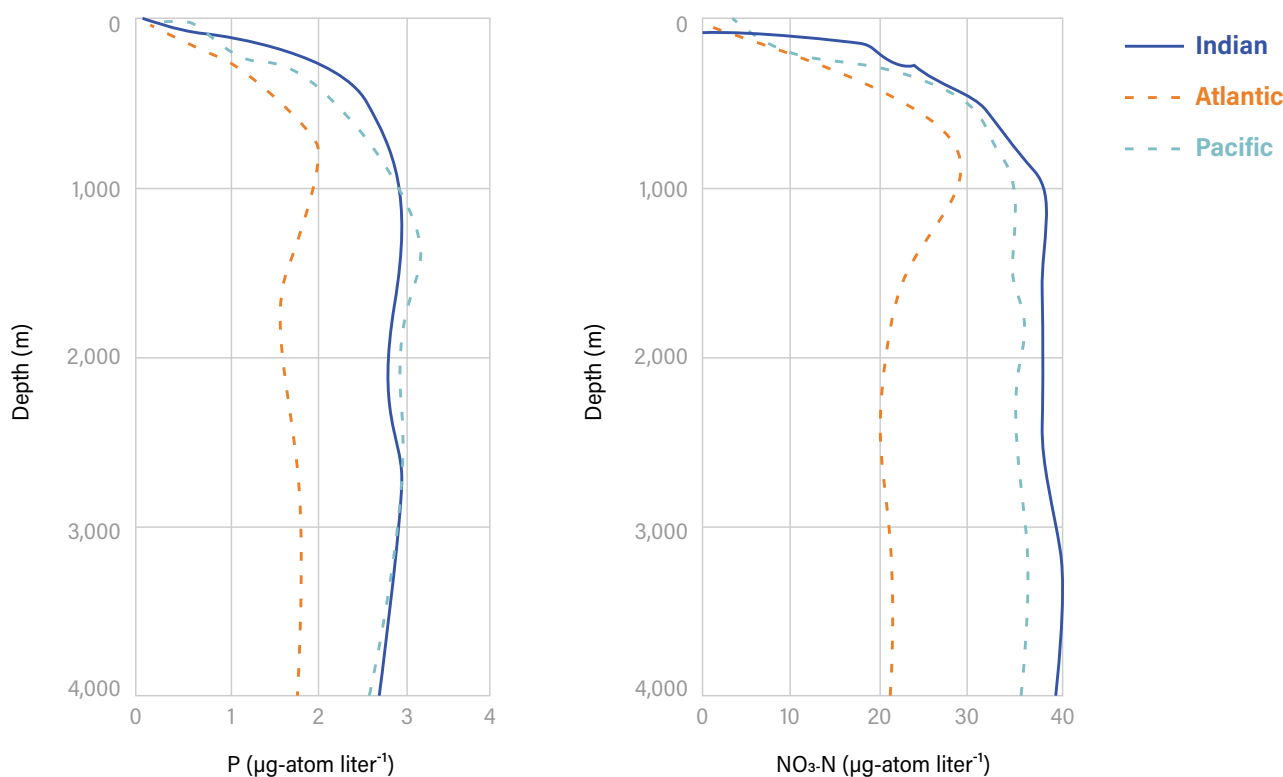 0
1,000
2,000
3,000
4,000
Depth (m)
0 1 2 3 4
P (µg-atom liter⁻¹)
0
1,000
2,000
3,000
4,000
Depth (m)
0 10 20 30 40
NO₃-N (µg-atom liter⁻¹)
Indian
Atlantic
Pacific